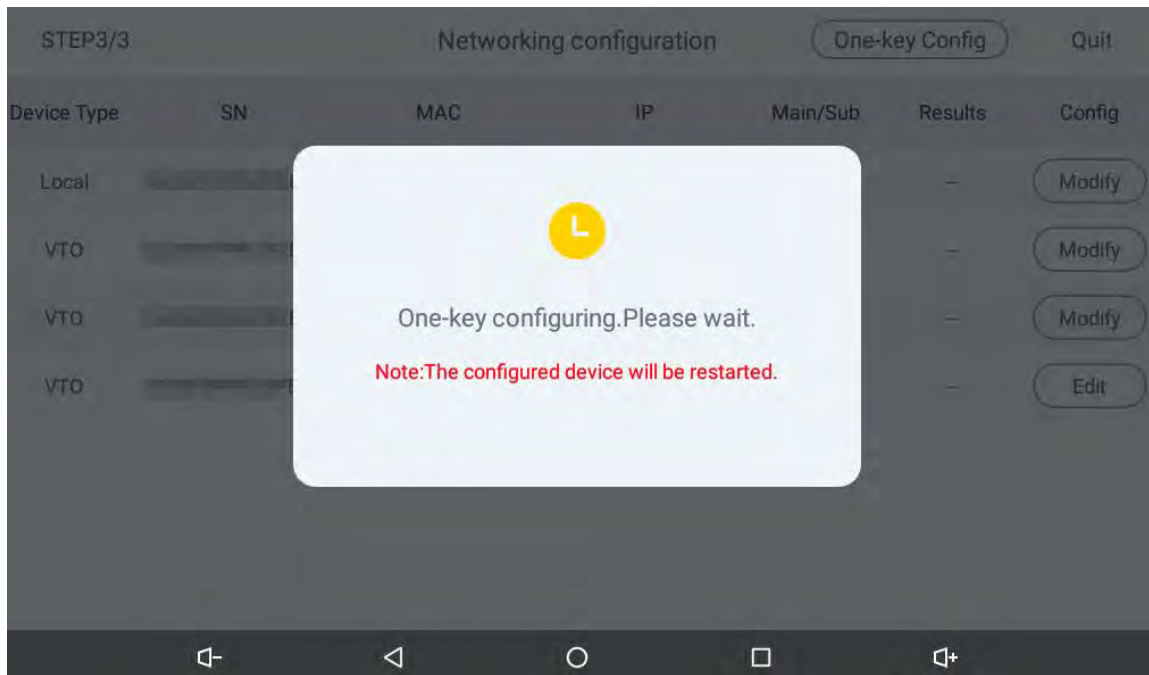 STEP3/3 Networking configuration One-key Config Quit
Device Type SN MAC IP Main/Sub Results Config
Local – Modify
VTO – Modify
VTO – Modify
VTO – Edit
One-key configuring.Please wait.
Note:The configured device will be restarted.